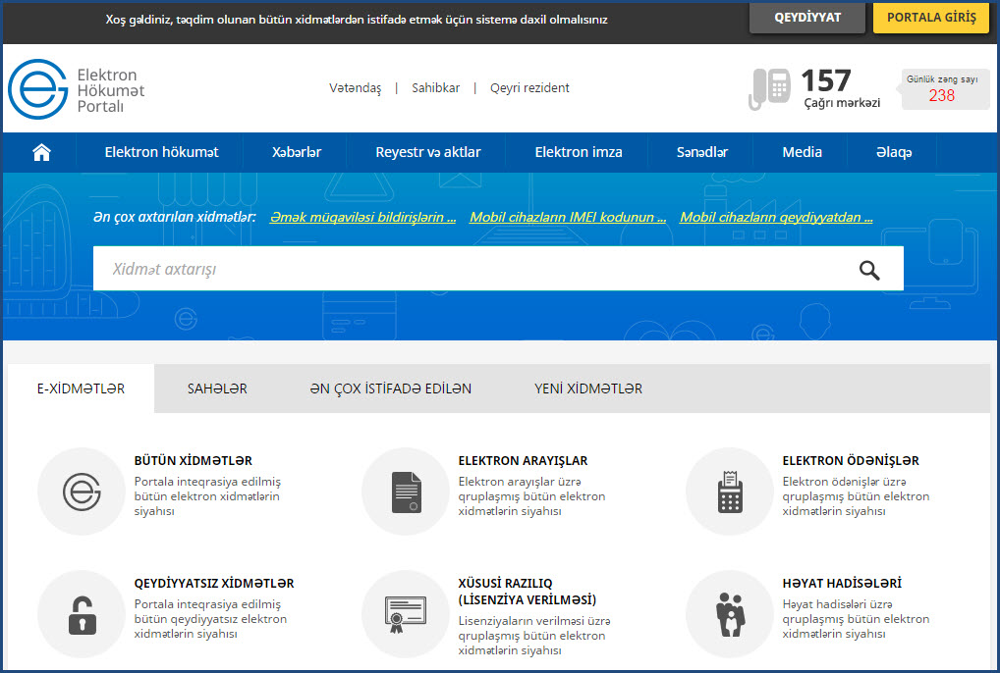 Xoş gəldiniz, təqdim olunan bütün xidmətlərdən istifadə etmək üçün sistemə daxil olmalısınız
QEYDİYYAT
PORTALA GİRİŞ
Elektron
Hökumət
Portalı
Vətəndaş | Sahibkar | Qeyri rezident
157
Çağrı mərkəzi
Günlük zəng sayı
238
Elektron hökumət
Xəbərlər
Reyestr və aktlar
Elektron imza
Sənədlər
Media
Əlaqə
Ən çox axtarılan xidmətlər: Əmək müqaviləsi bildirişlərin ... Mobil cihazların IMEI kodunun ... Mobil cihazların qeydiyyatdan ...
Xidmət axtarışı
E-XİDMƏTLƏR
SAHƏLƏR
ƏN ÇOX İSTİFADƏ EDİLƏN
YENİ XİDMƏTLƏR
BÜTÜN XİDMƏTLƏR
Portala inteqrasiya edilmiş
bütün elektron xidmətlərin
siyahısı
ELEKTRON ARAYIŞLAR
Elektron arayışlar üzrə
qruplaşmış bütün elektron
xidmətlərin siyahısı
ELEKTRON ÖDƏNİŞLƏR
Elektron ödənişlər üzrə
qruplaşmış bütün elektron
xidmətlərin siyahısı
QEYDİYYATSIZ XİDMƏTLƏR
Portala inteqrasiya edilmiş
bütün qeydiyyatsız elektron
xidmətlərin siyahısı
XÜSUSİ RAZILIQ
(LİSENZİYA VERİLMƏSİ)
Lisenziyaların verilməsi üzrə
qruplaşmış bütün elektron
xidmətlərin siyahısı
HƏYAT HADİSƏLƏRİ
Həyat hadisələri üzrə
qruplaşmış bütün elektron
xidmətlərin siyahısı